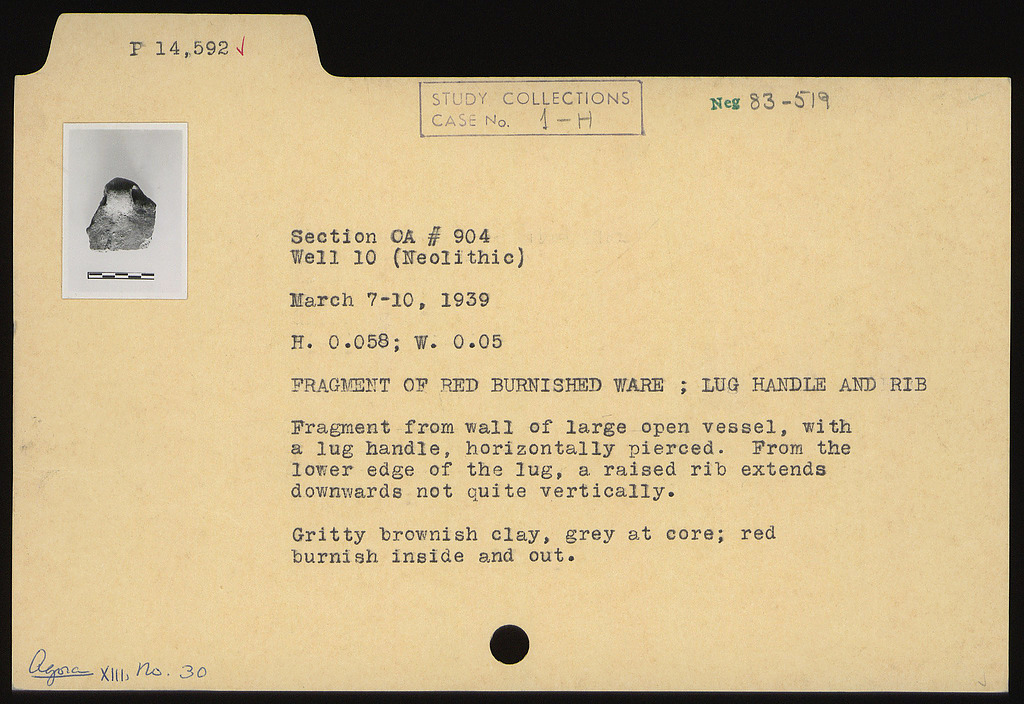 P 14,592 ✓
STUDY COLLECTIONS
CASE No. 1-H
Neg 83-519
Section OA # 904
Well 10 (Neolithic)
March 7-10, 1939
H. 0.058; W. 0.05
FRAGMENT OF RED BURNISHED WARE ; LUG HANDLE AND RIB
Fragment from wall of large open vessel, with
a lug handle, horizontally pierced. From the
lower edge of the lug, a raised rib extends
downwards not quite vertically.
Gritty brownish clay, grey at core; red
burnish inside and out.
Agora XIII, No. 30